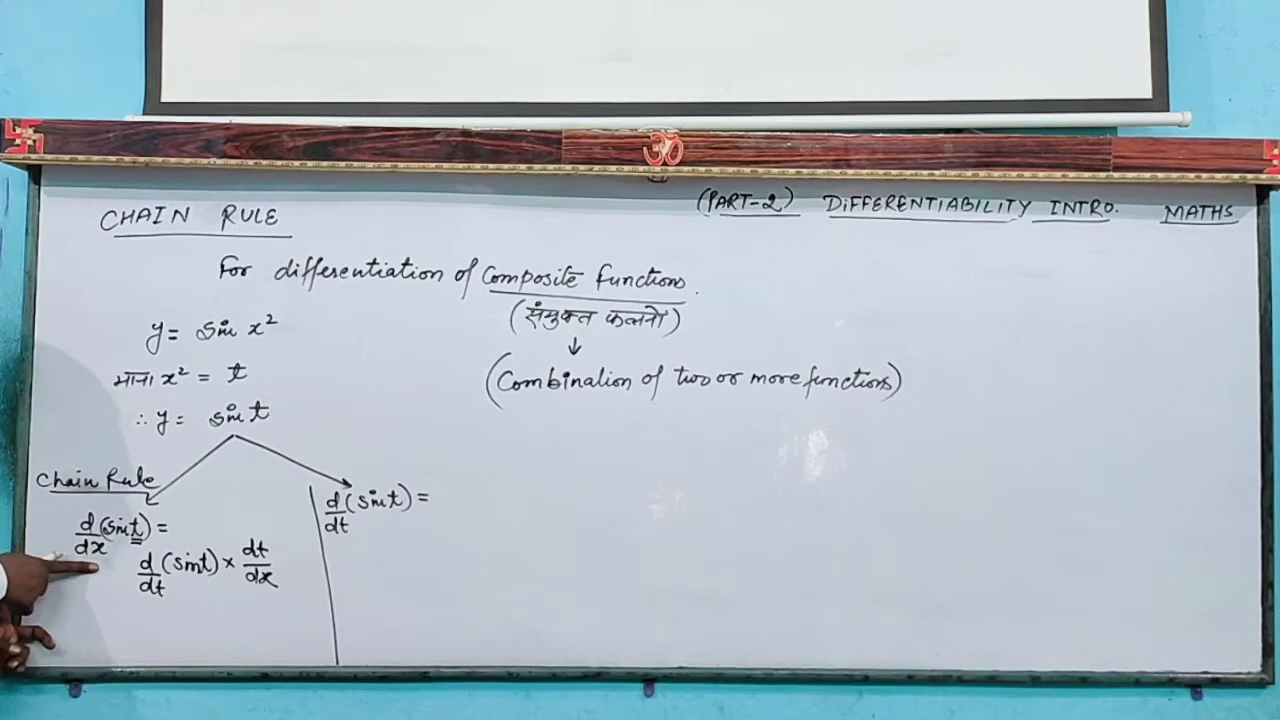 ॐ
(PART-2) DIFFERENTIABILITY INTRO. MATHS
CHAIN RULE
For differentiation of Composite functions.
(संयुक्त फलनों)
↓
(Combination of two or more functions)
y = sin x²
माना x² = t
∴ y = sin t
Chain Rule
d/dx (sin t) =
d/dt (sin t) × dt/dx
d/dt (sin t) =